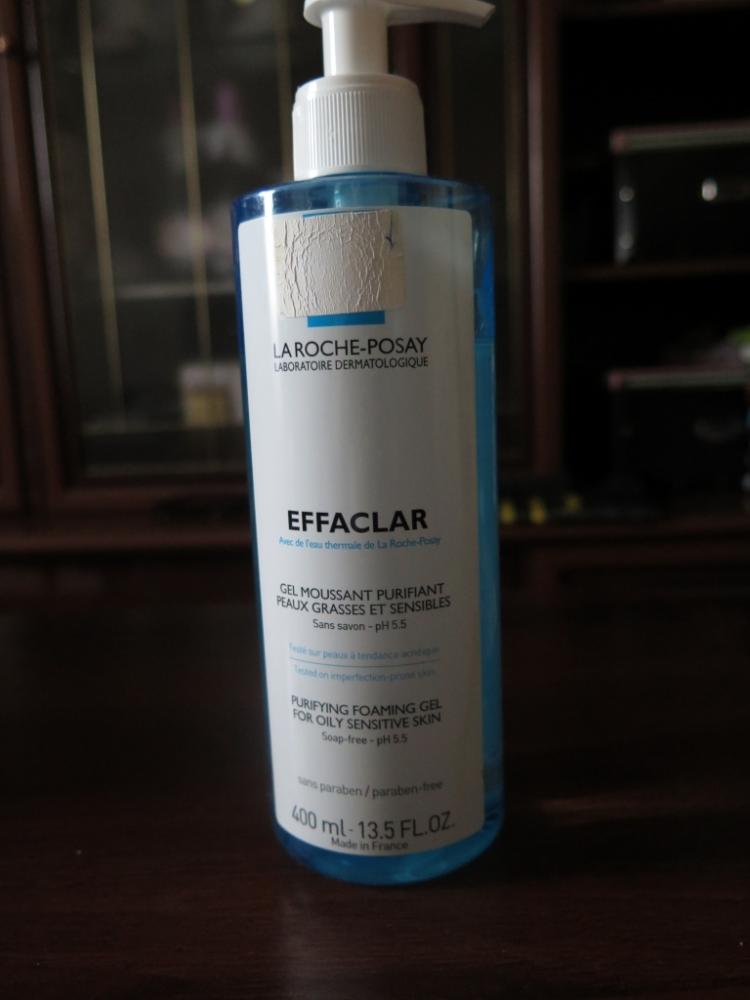 LA ROCHE-POSAY
LABORATOIRE DERMATOLOGIQUE
EFFACLAR
Avec de l'eau thermale de La Roche-Posay
GEL MOUSSANT PURIFIANT
PEAUX GRASSES ET SENSIBLES
Sans savon - pH 5.5
Testé sur peaux à tendance acnéique
Tested on imperfection-prone skin.
PURIFYING FOAMING GEL
FOR OILY SENSITIVE SKIN
Soap-free - pH 5.5
sans paraben / paraben-free
400 ml - 13.5 FL.OZ.
Made in France